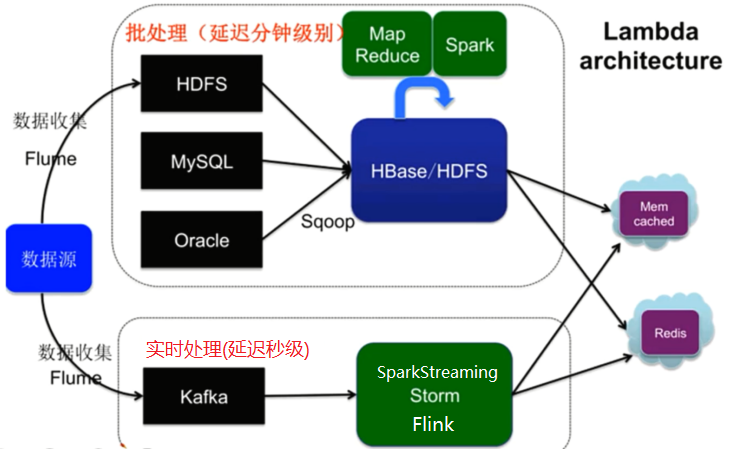 批处理（延迟分钟级别）
Map
Reduce
Spark
Lambda
architecture
HDFS
数据收集
Flume
MySQL
HBase/HDFS
Oracle
Sqoop
Mem
cached
数据源
Redis
数据收集
Flume
实时处理(延迟秒级)
Kafka
SparkStreaming
Storm
Flink